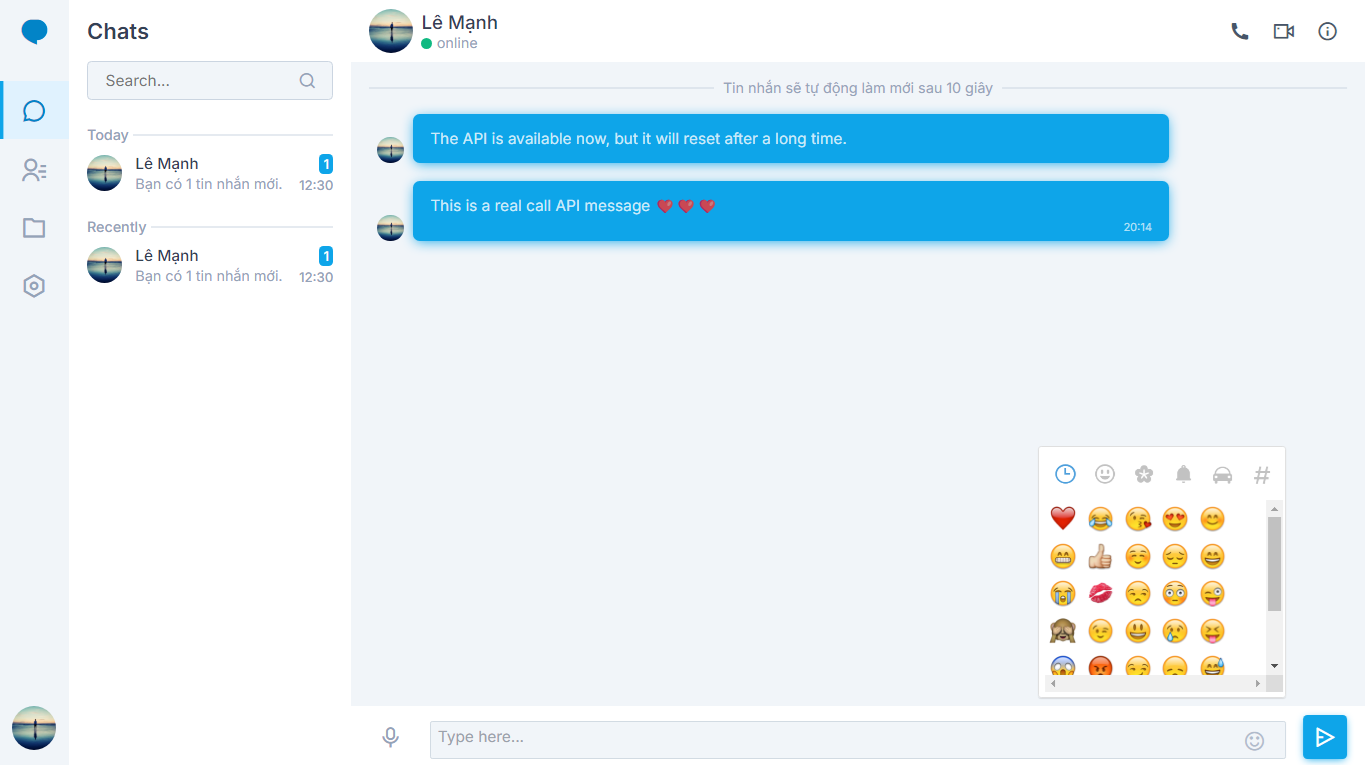 Chats
Search...
Today
Lê Mạnh
1
Bạn có 1 tin nhắn mới.
12:30
Recently
Lê Mạnh
1
Bạn có 1 tin nhắn mới.
12:30
Lê Mạnh
online
Tin nhắn sẽ tự động làm mới sau 10 giây
The API is available now, but it will reset after a long time.
This is a real call API message ❤️❤️❤️
20:14
#
Type here...